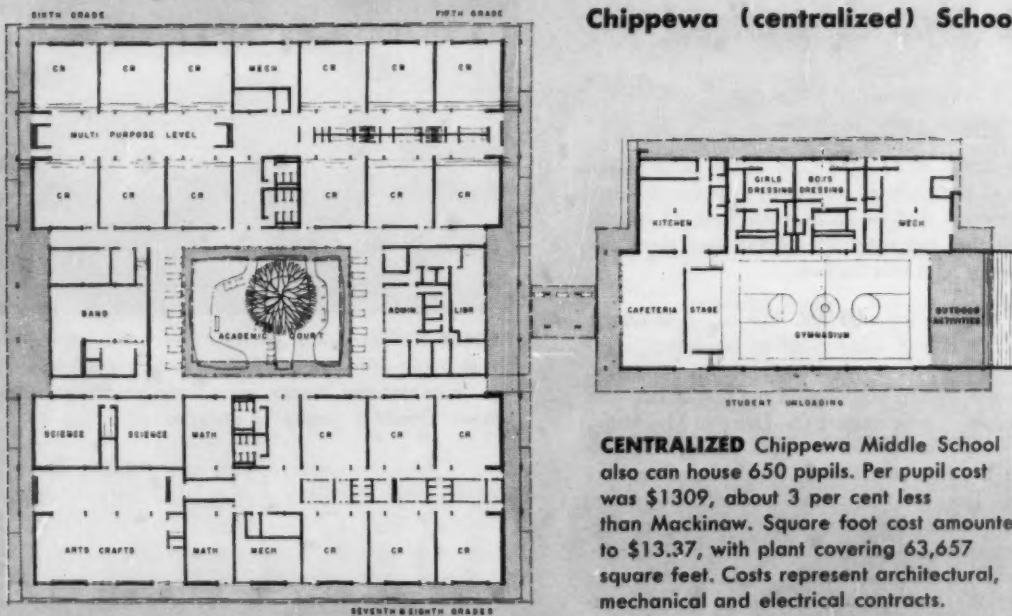 Chippewa (centralized) Schoo
SIXTH GRADE
FIFTH GRADE
CR CR CR MECH CR CR CR
MULTI PURPOSE LEVEL
CR CR CR CR CR CR
BAND
ACADEMIC COURT
ADMIN.
LIBR
SCIENCE SCIENCE MATH CR CR CR
ARTS CRAFTS MATH MECH CR CR CR
SEVENTH & EIGHTH GRADES
GIRLS
DRESSING
BOYS
DRESSING
KITCHEN
MECH.
CAFETERIA STAGE
GYMNASIUM
OUTDOOR
ACTIVITIES
STUDENT UNLOADING
CENTRALIZED Chippewa Middle School
also can house 650 pupils. Per pupil cost
was $1309, about 3 per cent less
than Mackinaw. Square foot cost amounte
to $13.37, with plant covering 63,657
square feet. Costs represent architectural,
mechanical and electrical contracts.